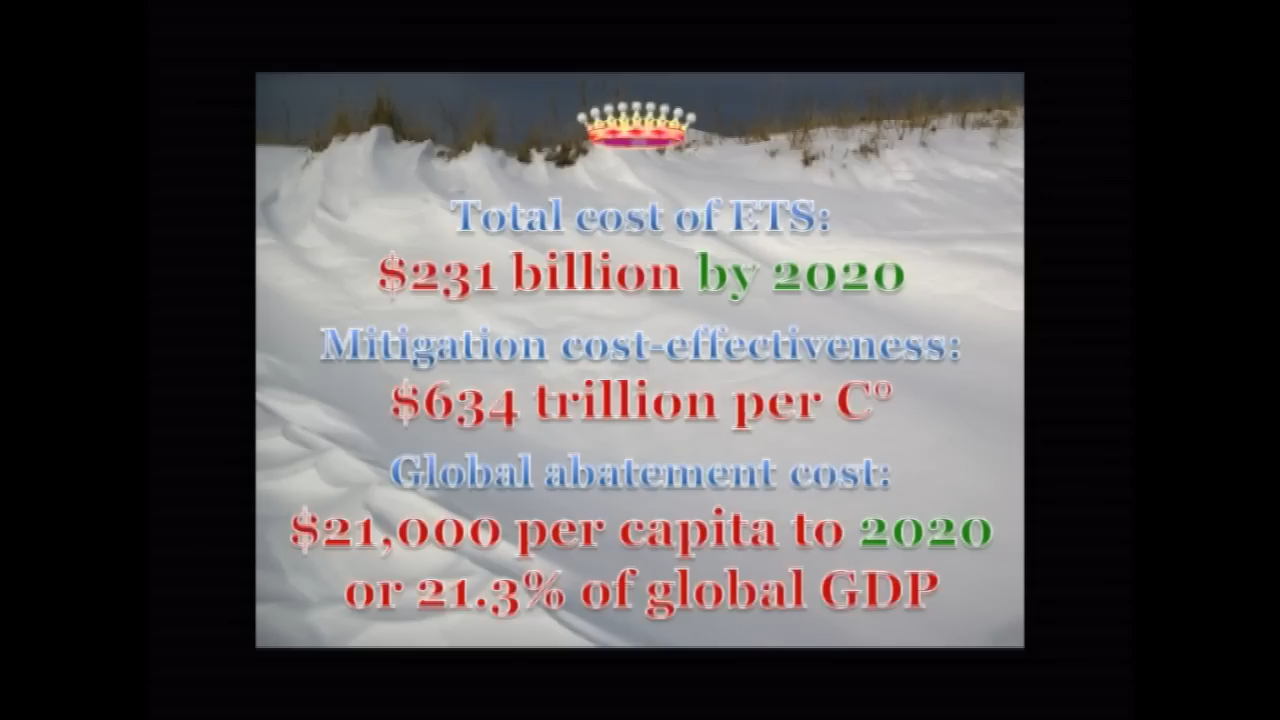 Total cost of ETS:
$231 billion by 2020
Mitigation cost-effectiveness:
$634 trillion per C°
Global abatement cost:
$21,000 per capita to 2020
or 21.3% of global GDP